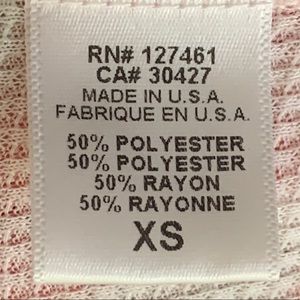 RN# 127461
CA# 30427
MADE IN U.S.A.
FABRIQUE EN U.S.A.
50% POLYESTER
50% POLYESTER
50% RAYON
50% RAYONNE
XS